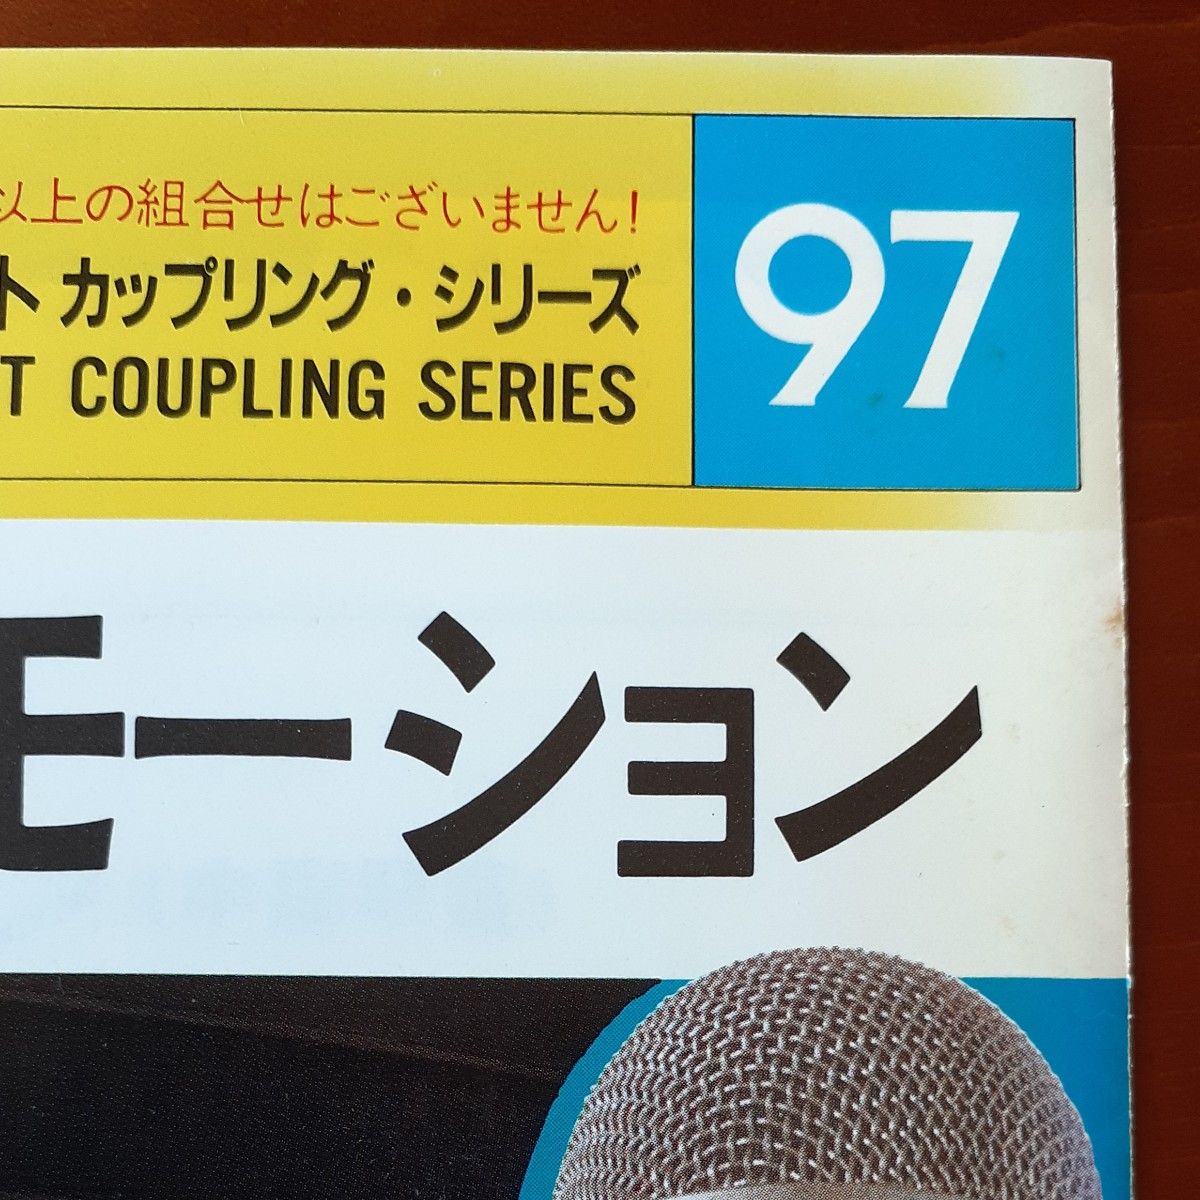 以上の組合せはございません!
ト カップリング・シリーズ
T COUPLING SERIES
97
モーション